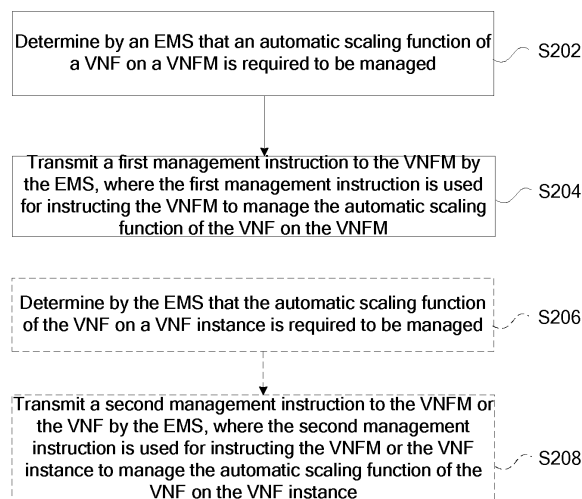 Determine by an EMS that an automatic scaling function of
a VNF on a VNFM is required to be managed
S202
Transmit a first management instruction to the VNFM by
the EMS, where the first management instruction is used
for instructing the VNFM to manage the automatic scaling
function of the VNF on the VNFM
S204
Determine by the EMS that the automatic scaling function
of the VNF on a VNF instance is required to be managed
S206
Transmit a second management instruction to the VNFM or
the VNF by the EMS, where the second management
instruction is used for instructing the VNFM or the VNF
instance to manage the automatic scaling function of the
VNF on the VNF instance
S208